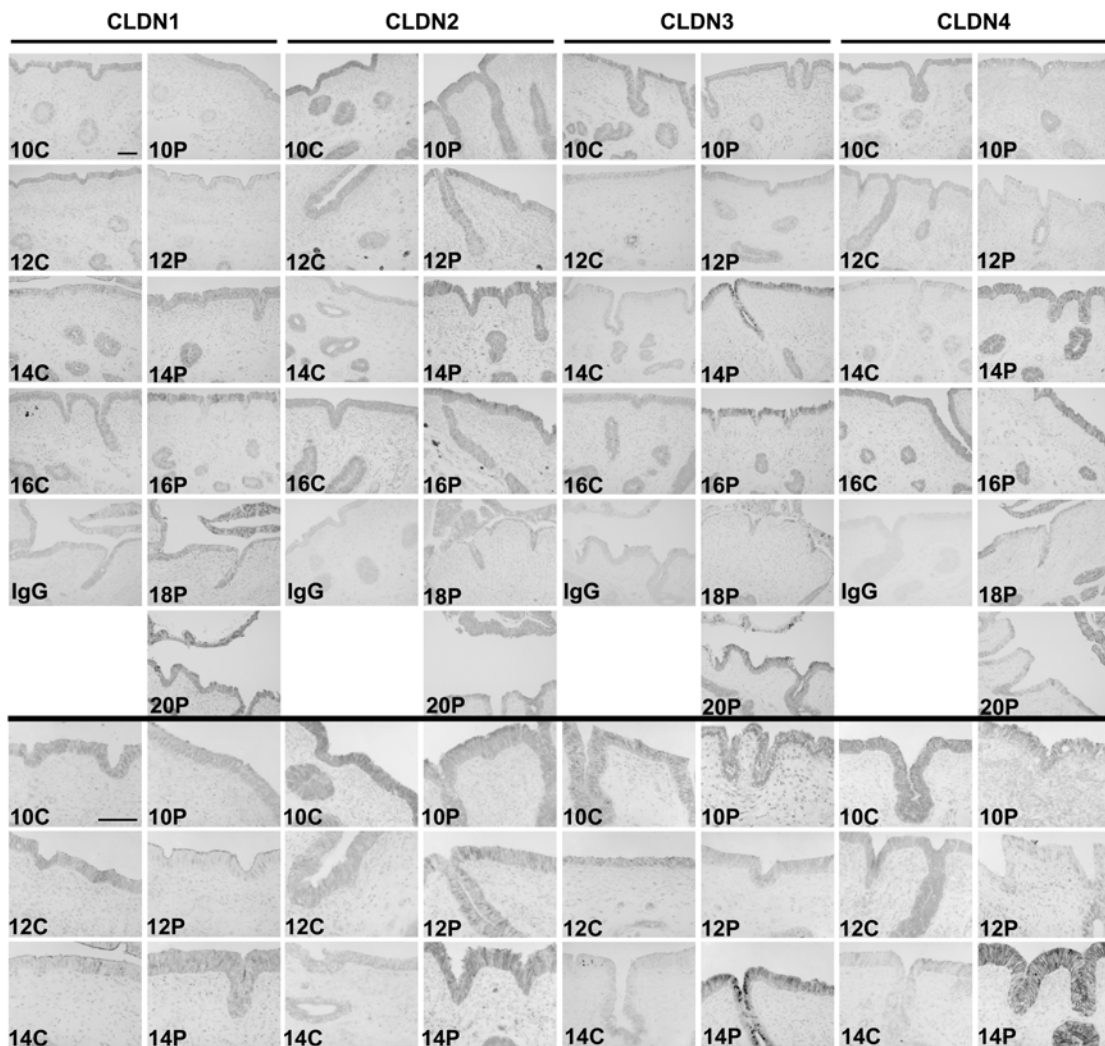 CLDN1 CLDN2 CLDN3 CLDN4
10C 10P 10C 10P 10C 10P 10C 10P
12C 12P 12C 12P 12C 12P 12C 12P
14C 14P 14C 14P 14C 14P 14C 14P
16C 16P 16C 16P 16C 16P 16C 16P
IgG 18P IgG 18P IgG 18P IgG 18P
20P 20P 20P 20P
10C 10P 10C 10P 10C 10P 10C 10P
12C 12P 12C 12P 12C 12P 12C 12P
14C 14P 14C 14P 14C 14P 14C 14P